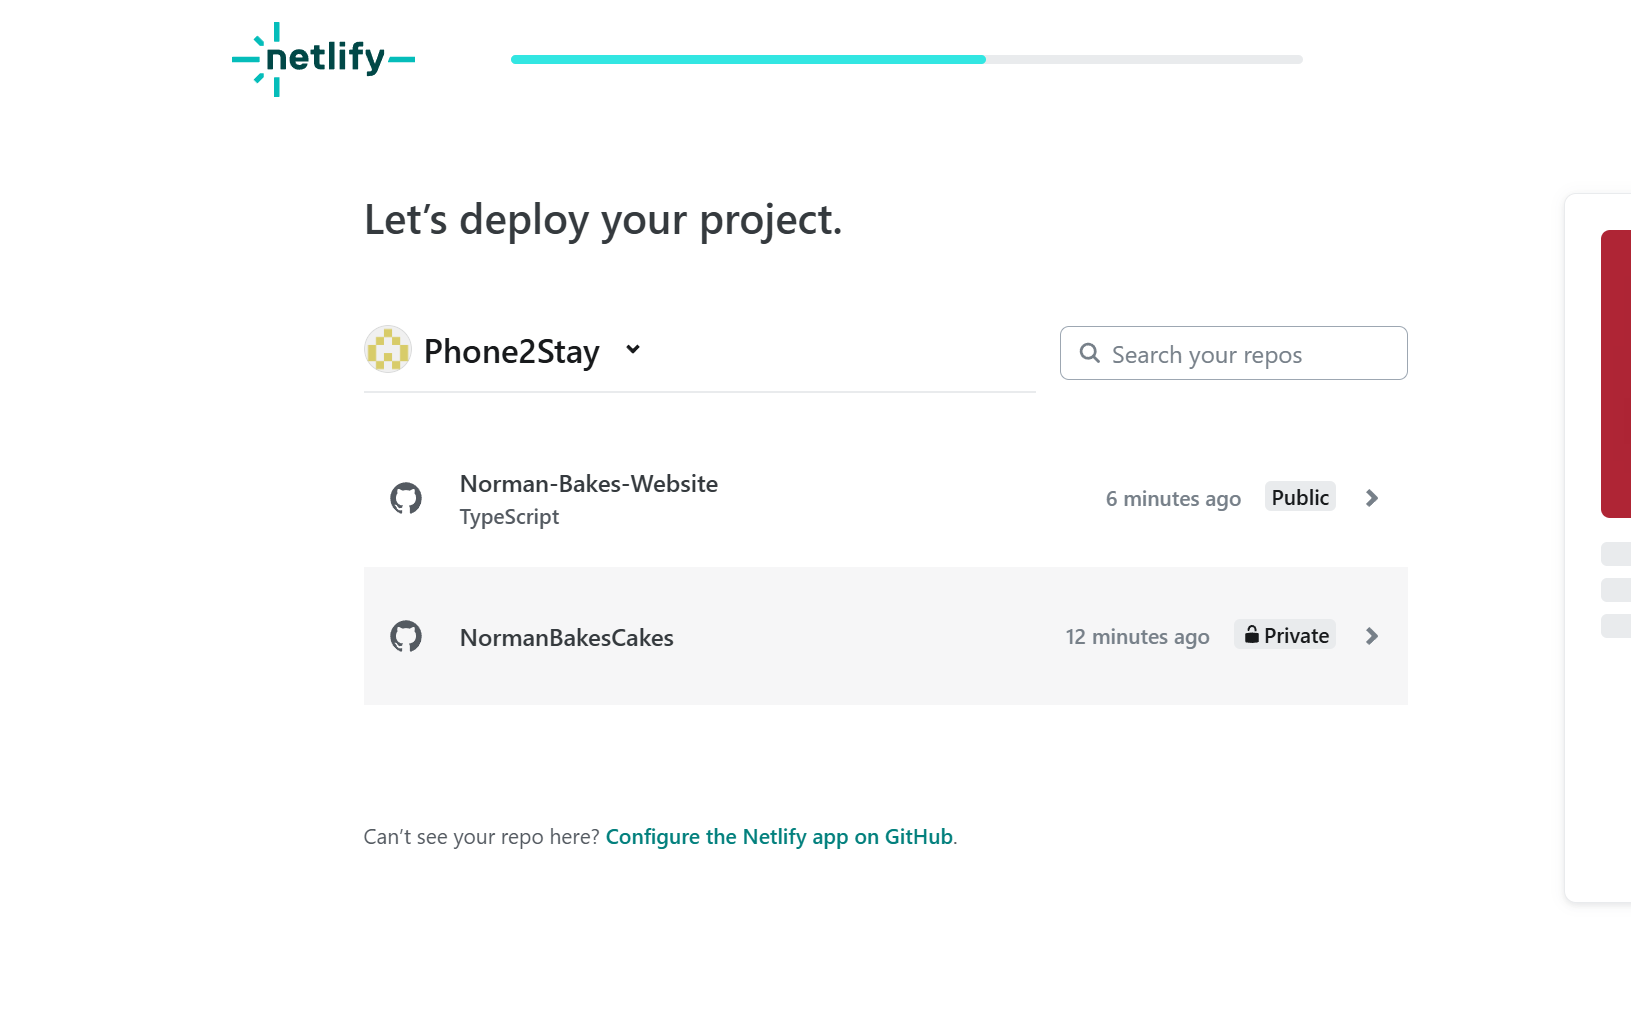 netlify
Let’s deploy your project.
Phone2Stay
Search your repos
Norman-Bakes-Website
TypeScript
6 minutes ago
Public
NormanBakesCakes
12 minutes ago
Private
Can’t see your repo here? Configure the Netlify app on GitHub.